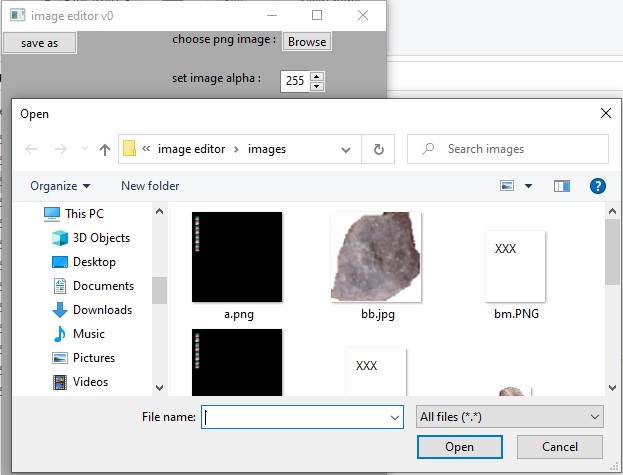 image editor v0
save as
choose png image :
Browse
set image alpha :
255
Open
image editor
images
Search images
Organize
New folder
This PC
3D Objects
Desktop
Documents
Downloads
Music
Pictures
Videos
a.png
bb.jpg
XXX
bm.PNG
XXX
File name:
All files (*.*)
Open
Cancel